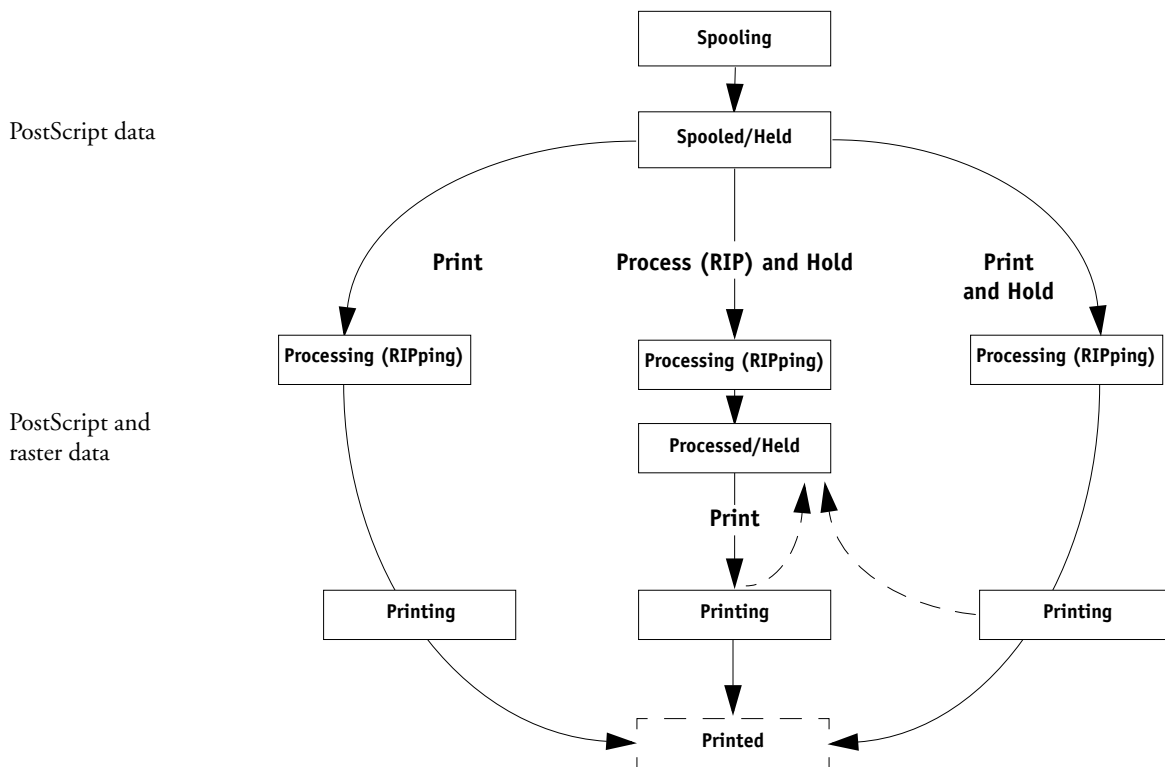 Spooling
PostScript data
Spooled/Held
Print
Process (RIP) and Hold
Print
and Hold
Processing (RIPping)
Processing (RIPping)
Processing (RIPping)
PostScript and
raster data
Processed/Held
Print
Printing
Printing
Printing
Printed